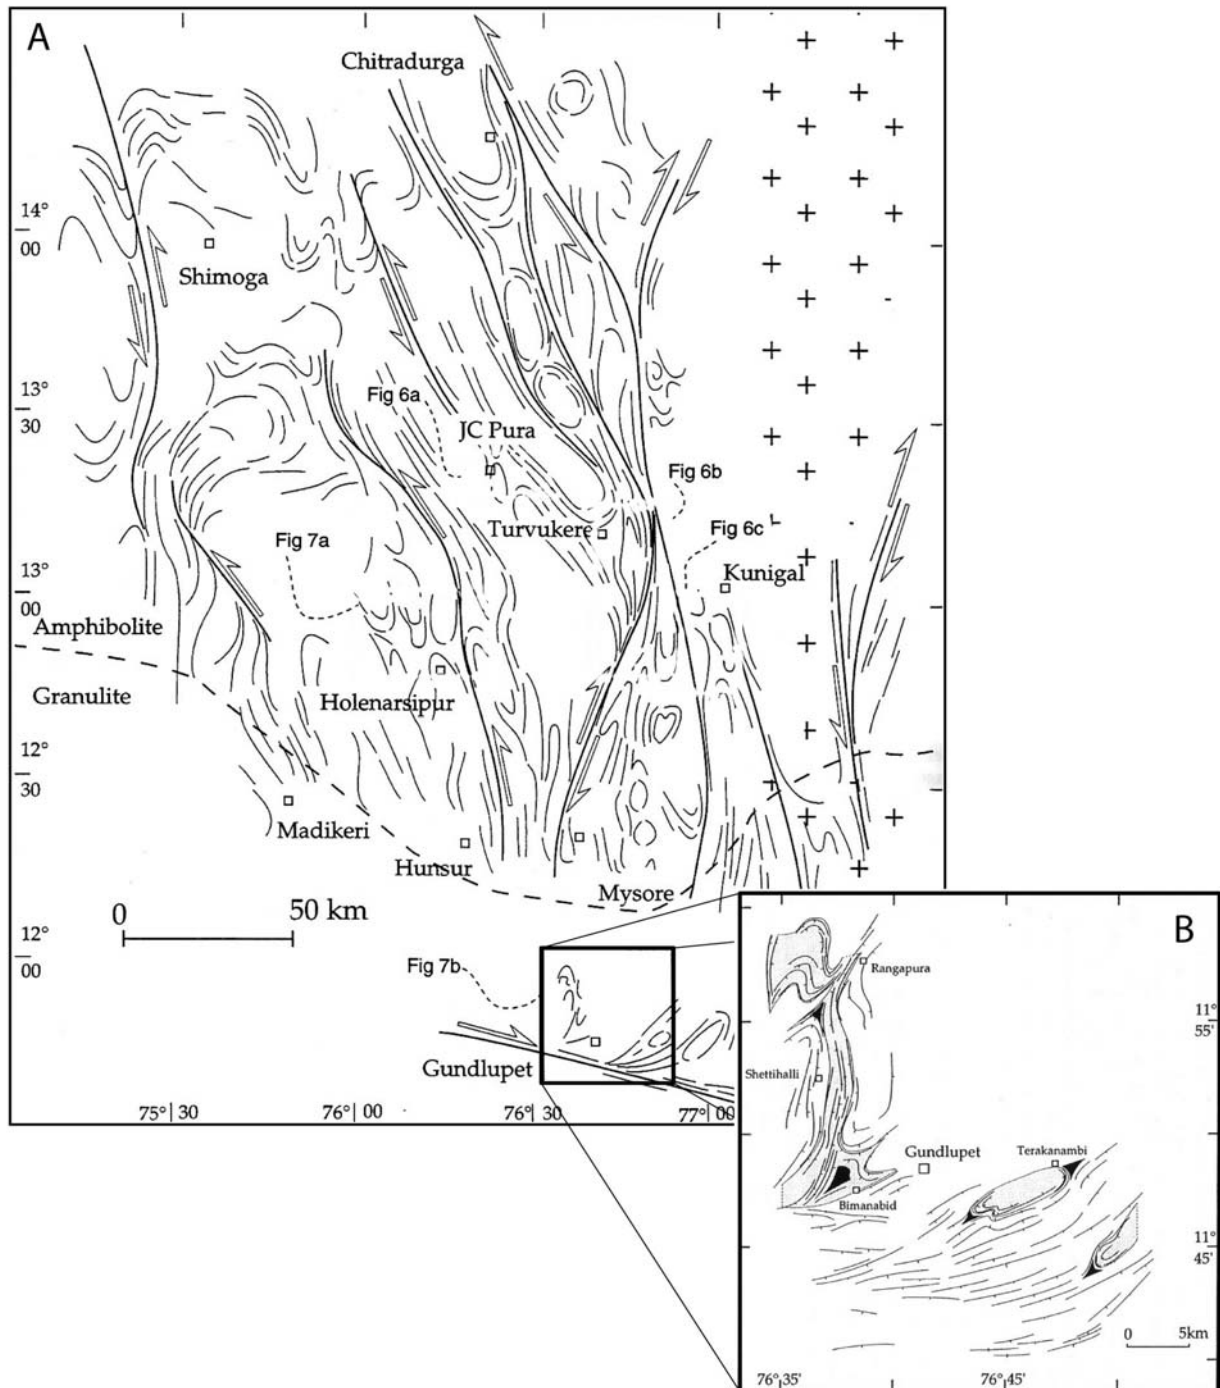 A
Chitradurga
14°
00
Shimoga
13°
30
Fig 6a
JC Pura
Fig 6b
Turvukere
Fig 6c
Fig 7a
Kunigal
13°
00
Amphibolite
Granulite
Holenarsipur
12°
30
Madikeri
Hunsur
Mysore
0 50 km
12°
00
Fig 7b
Gundlupet
75° 30
76° 00
76° 30
77° 00
B
Rangapura
11°
55'
Shettihalli
Gundlupet
Terakanambi
Bimanabid
11°
45'
0 5km
76° 35'
76° 45'